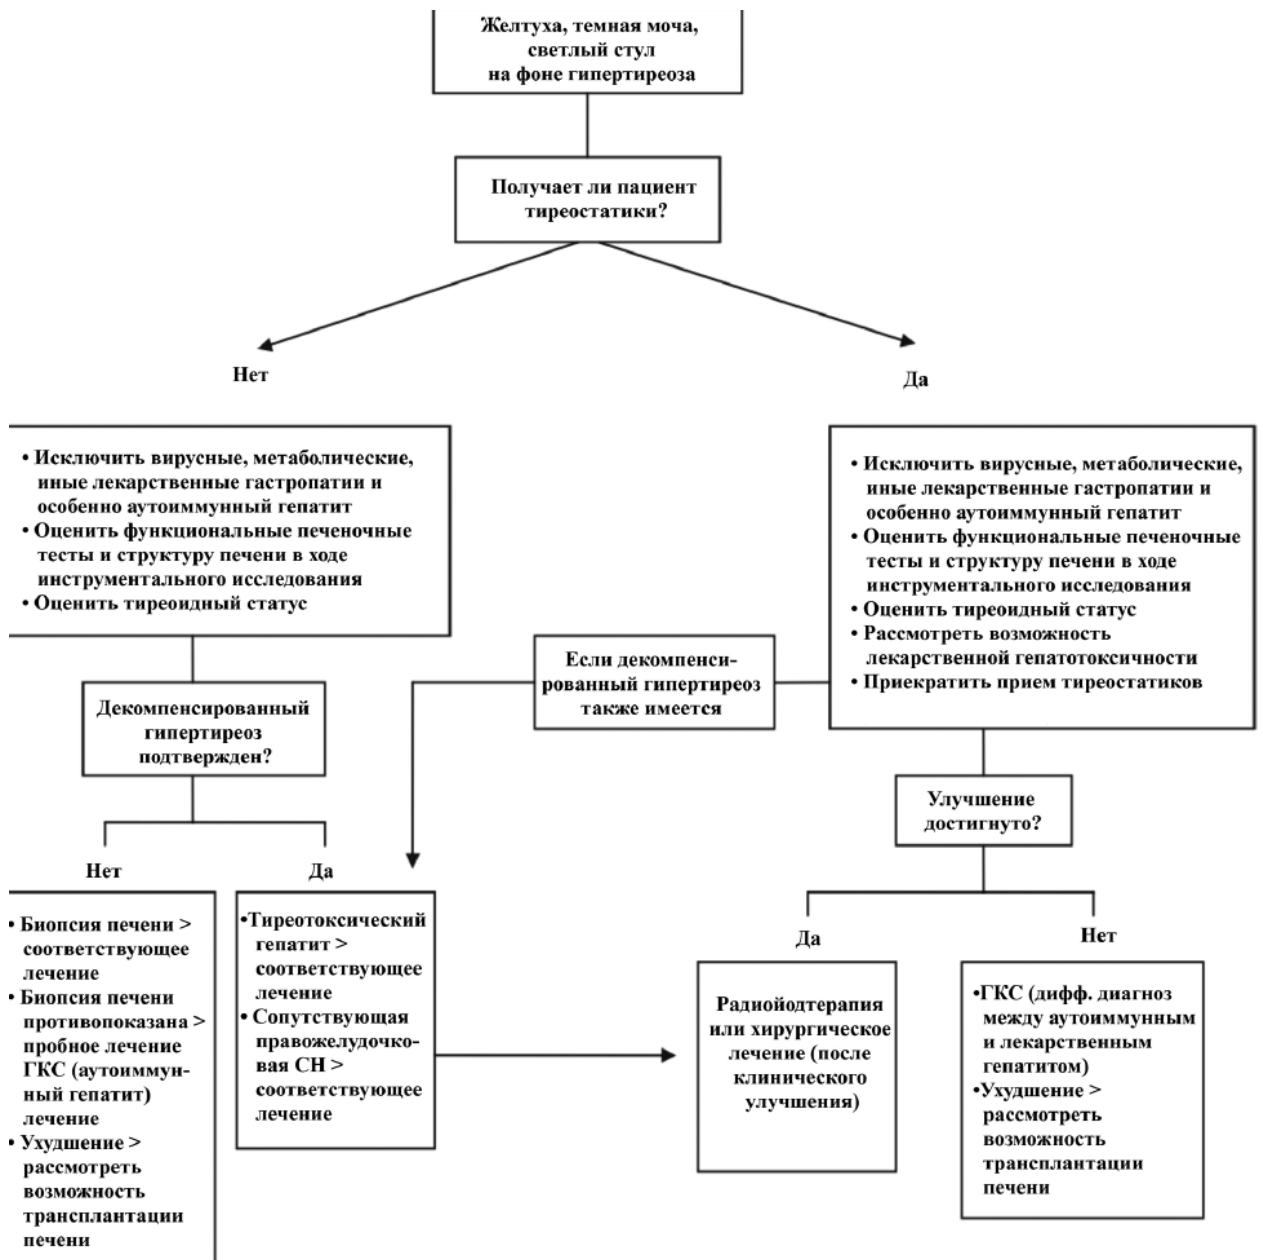 Желтуха, темная моча,
светлый стул
на фоне гипертиреоза
Получает ли пациент
тиреостатики?
Нет
Да
• Исключить вирусные, метаболические,
иные лекарственные гастропатии и
особенно аутоиммунный гепатит
• Оценить функциональные печеночные
тесты и структуру печени в ходе
инструментального исследования
• Оценить тиреоидный статус
• Исключить вирусные, метаболические,
иные лекарственные гастропатии и
особенно аутоиммунный гепатит
• Оценить функциональные печеночные
тесты и структуру печени в ходе
инструментального исследования
• Оценить тиреоидный статус
• Рассмотреть возможность
лекарственной гепатотоксичности
• Приекратить прием тиреостатиков
Если декомпенси-
рованный гипертиреоз
также имеется
Декомпенсированный
гипертиреоз
подтвержден?
Улучшение
достигнуто?
Нет
Да
• Биопсия печени >
соответствующее
лечение
• Биопсия печени
противопоказана >
пробное лечение
ГКС (аутоиммун-
ный гепатит)
лечение
• Ухудшение >
рассмотреть
возможность
трансплантации
печени
•Тиреотоксический
гепатит >
соответствующее
лечение
• Сопутствующая
правожелудочко-
вая СН >
соответствующее
лечение
Да
Нет
Радиойодтерапия
или хирургическое
лечение (после
клинического
улучшения)
•ГКС (дифф. диагноз
между аутоиммунным
и лекарственным
гепатитом)
•Ухудшение >
рассмотреть
возможность
трансплантации
печени